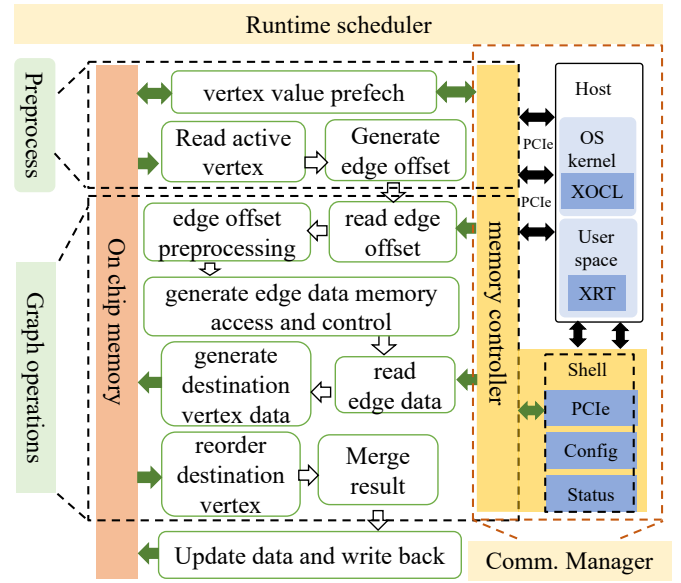 Runtime scheduler
Preprocess
vertex value prefech
Read active
vertex
Generate
edge offset
Graph operations
On chip memory
memory controller
edge offset
preprocessing
read edge
offset
generate edge data memory
access and control
generate
destination
vertex data
read
edge data
reorder
destination
vertex
Merge
result
Update data and write back
PCIe
PCIe
Host
OS
kernel
XOCL
User
space
XRT
Shell
PCIe
Config
Status
Comm. Manager